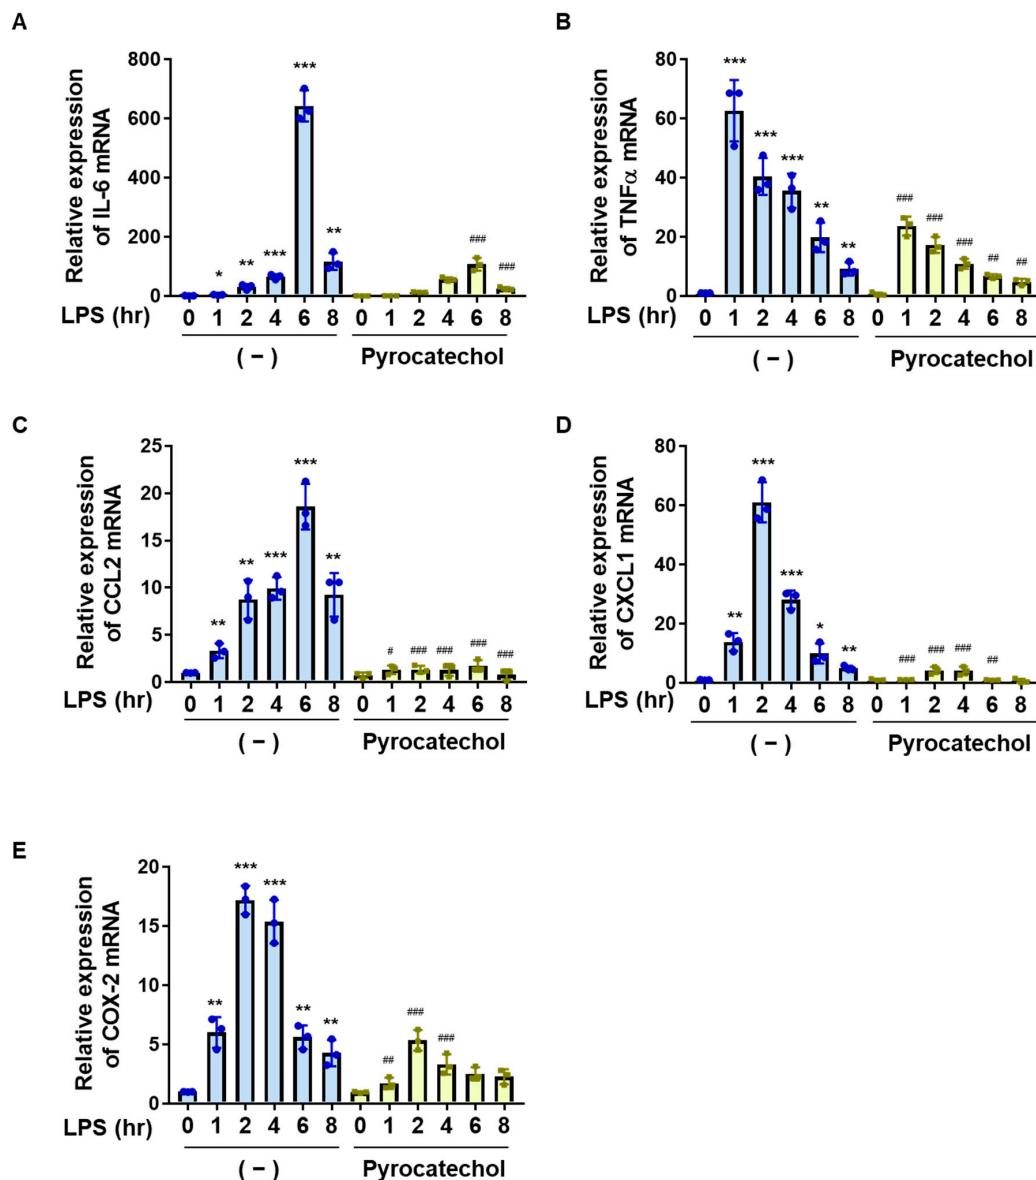 A
Relative expression
of IL-6 mRNA
800
600
400
200
0
***
*
**
***
**
###
###
LPS (hr)
0 1 2 4 6 8 0 1 2 4 6 8
( − ) Pyrocatechol
B
Relative expression
of TNFα mRNA
80
60
40
20
0
***
***
***
**
**
###
###
###
##
##
LPS (hr)
0 1 2 4 6 8 0 1 2 4 6 8
( − ) Pyrocatechol
C
Relative expression
of CCL2 mRNA
25
20
15
10
5
0
**
**
***
***
**
#
###
###
###
###
LPS (hr)
0 1 2 4 6 8 0 1 2 4 6 8
( − ) Pyrocatechol
D
Relative expression
of CXCL1 mRNA
80
60
40
20
0
**
***
***
*
**
###
###
###
##
LPS (hr)
0 1 2 4 6 8 0 1 2 4 6 8
( − ) Pyrocatechol
E
Relative expression
of COX-2 mRNA
20
15
10
5
0
**
***
***
**
**
##
###
###
LPS (hr)
0 1 2 4 6 8 0 1 2 4 6 8
( − ) Pyrocatechol